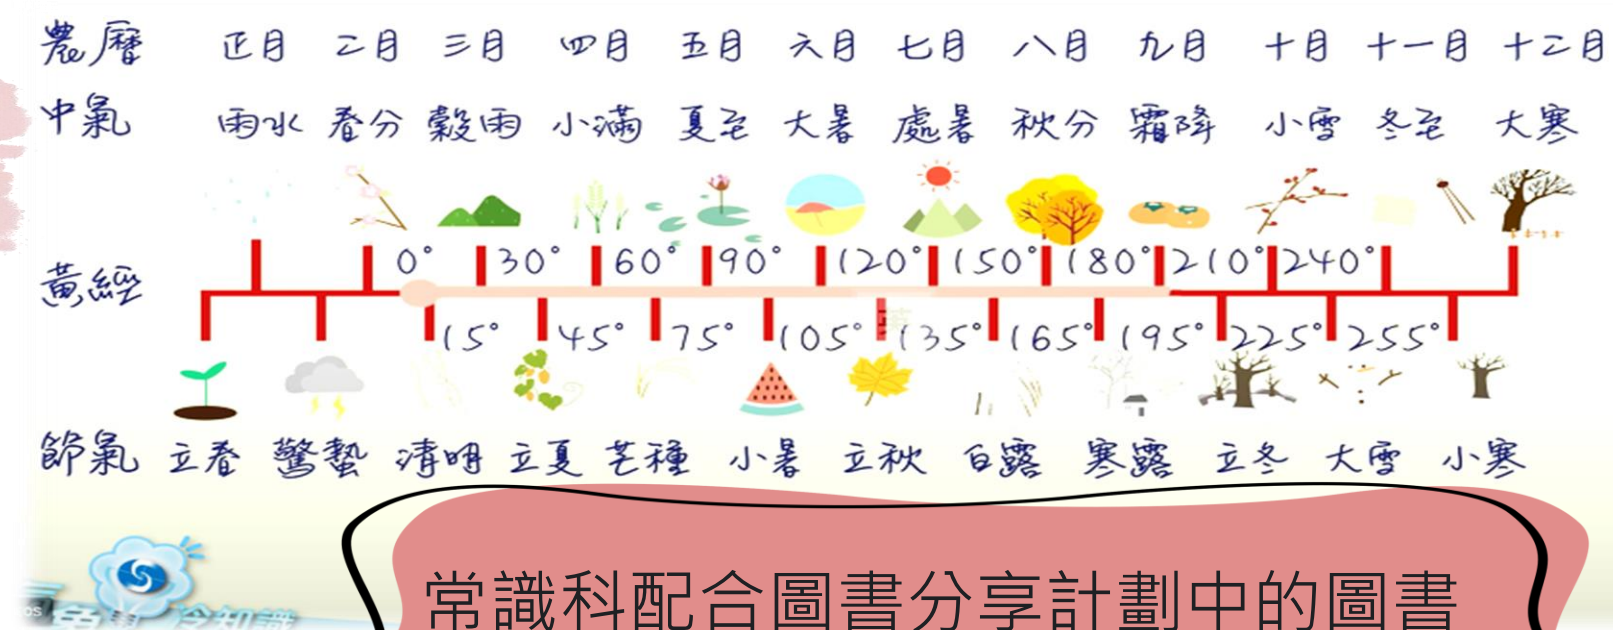 農曆 正月 二月 三月 四月 五月 六月 七月 八月 九月 十月 十一月 十二月
中氣 雨水 春分 穀雨 小滿 夏至 大暑 處暑 秋分 霜降 小雪 冬至 大寒
黃經 0° 30° 60° 90° 120° 150° 180° 210° 240°
15° 45° 75° 105° 135° 165° 195° 225° 255°
節氣 立春 驚蟄 清明 立夏 芒種 小暑 立秋 白露 寒露 立冬 大雪 小寒
冷知識
常識科配合圖書分享計劃中的圖書